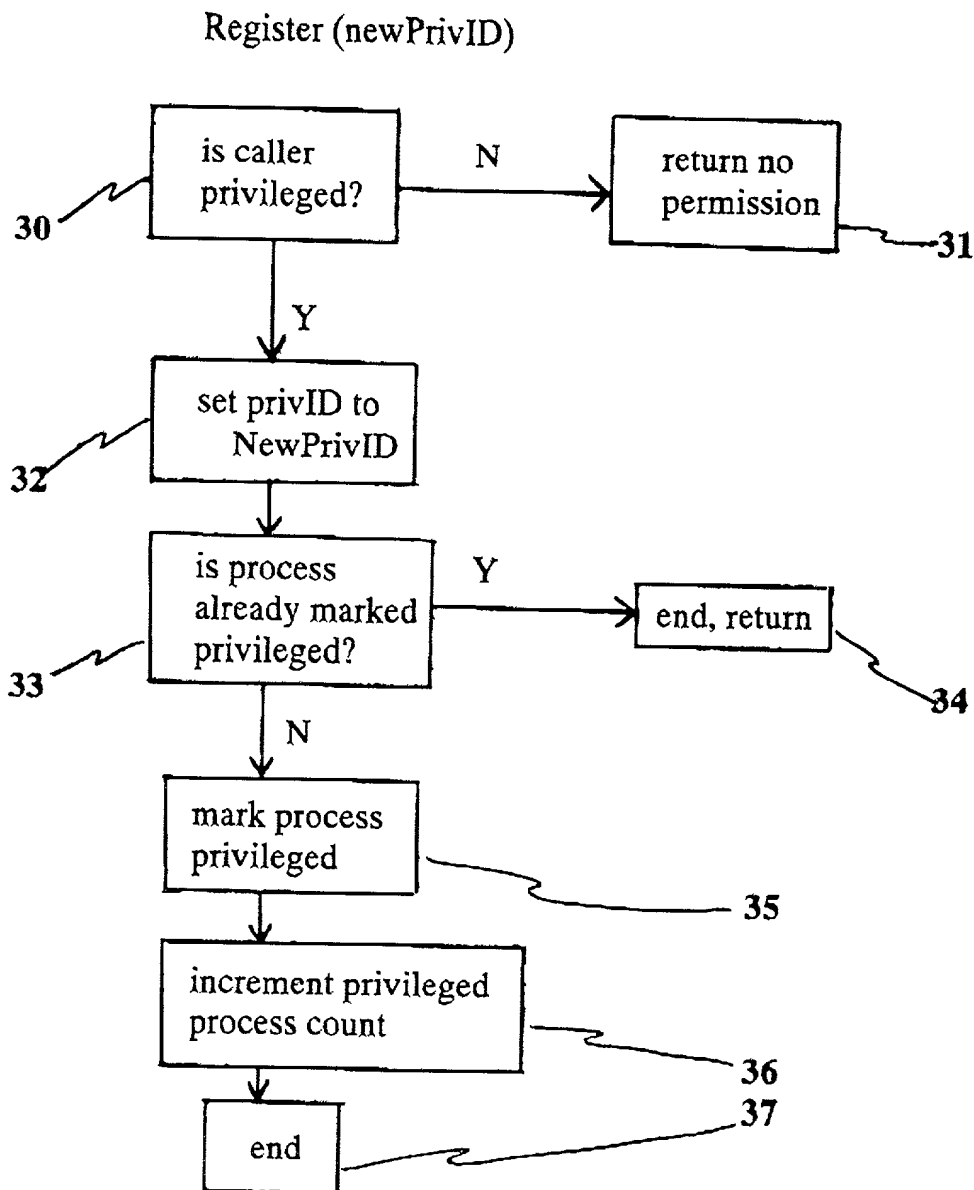 Register (newPrivID)
is caller
privileged?
N
return no
permission
30
31
Y
set privID to
NewPrivID
32
is process
already marked
privileged?
Y
end, return
33
34
N
mark process
privileged
35
increment privileged
process count
36
37
end